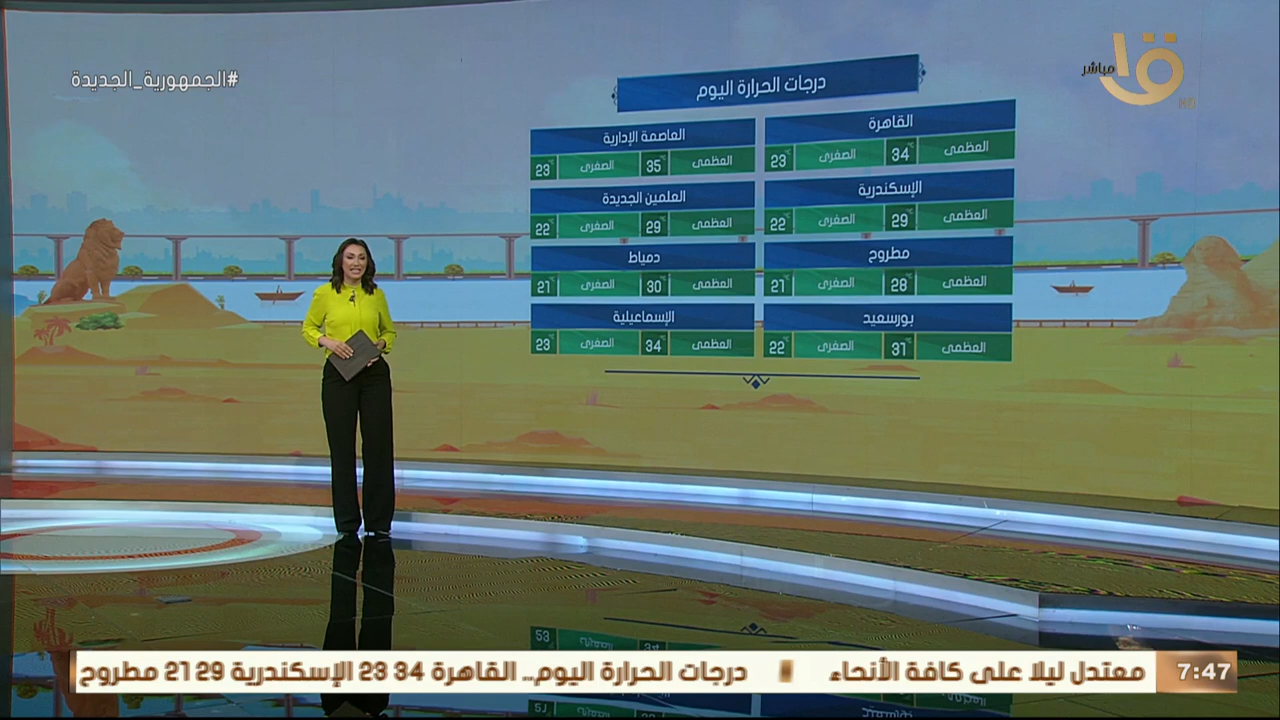 #الجمهورية_الجديدة
مباشر
درجات الحرارة اليوم
القاهرة
العظمى 34°C الصغرى 23°C
العاصمة الإدارية
العظمى 35°C الصغرى 23°C
الإسكندرية
العظمى 29°C الصغرى 22°C
العلمين الجديدة
العظمى 29°C الصغرى 22°C
مطروح
العظمى 28°C الصغرى 21°C
دمياط
العظمى 30°C الصغرى 21°C
بورسعيد
العظمى 31°C الصغرى 22°C
الإسماعيلية
العظمى 34°C الصغرى 23°C
7:47 معتدل ليلا على كافة الأنحاء درجات الحرارة اليوم.. القاهرة 34 23 الإسكندرية 29 21 مطروح